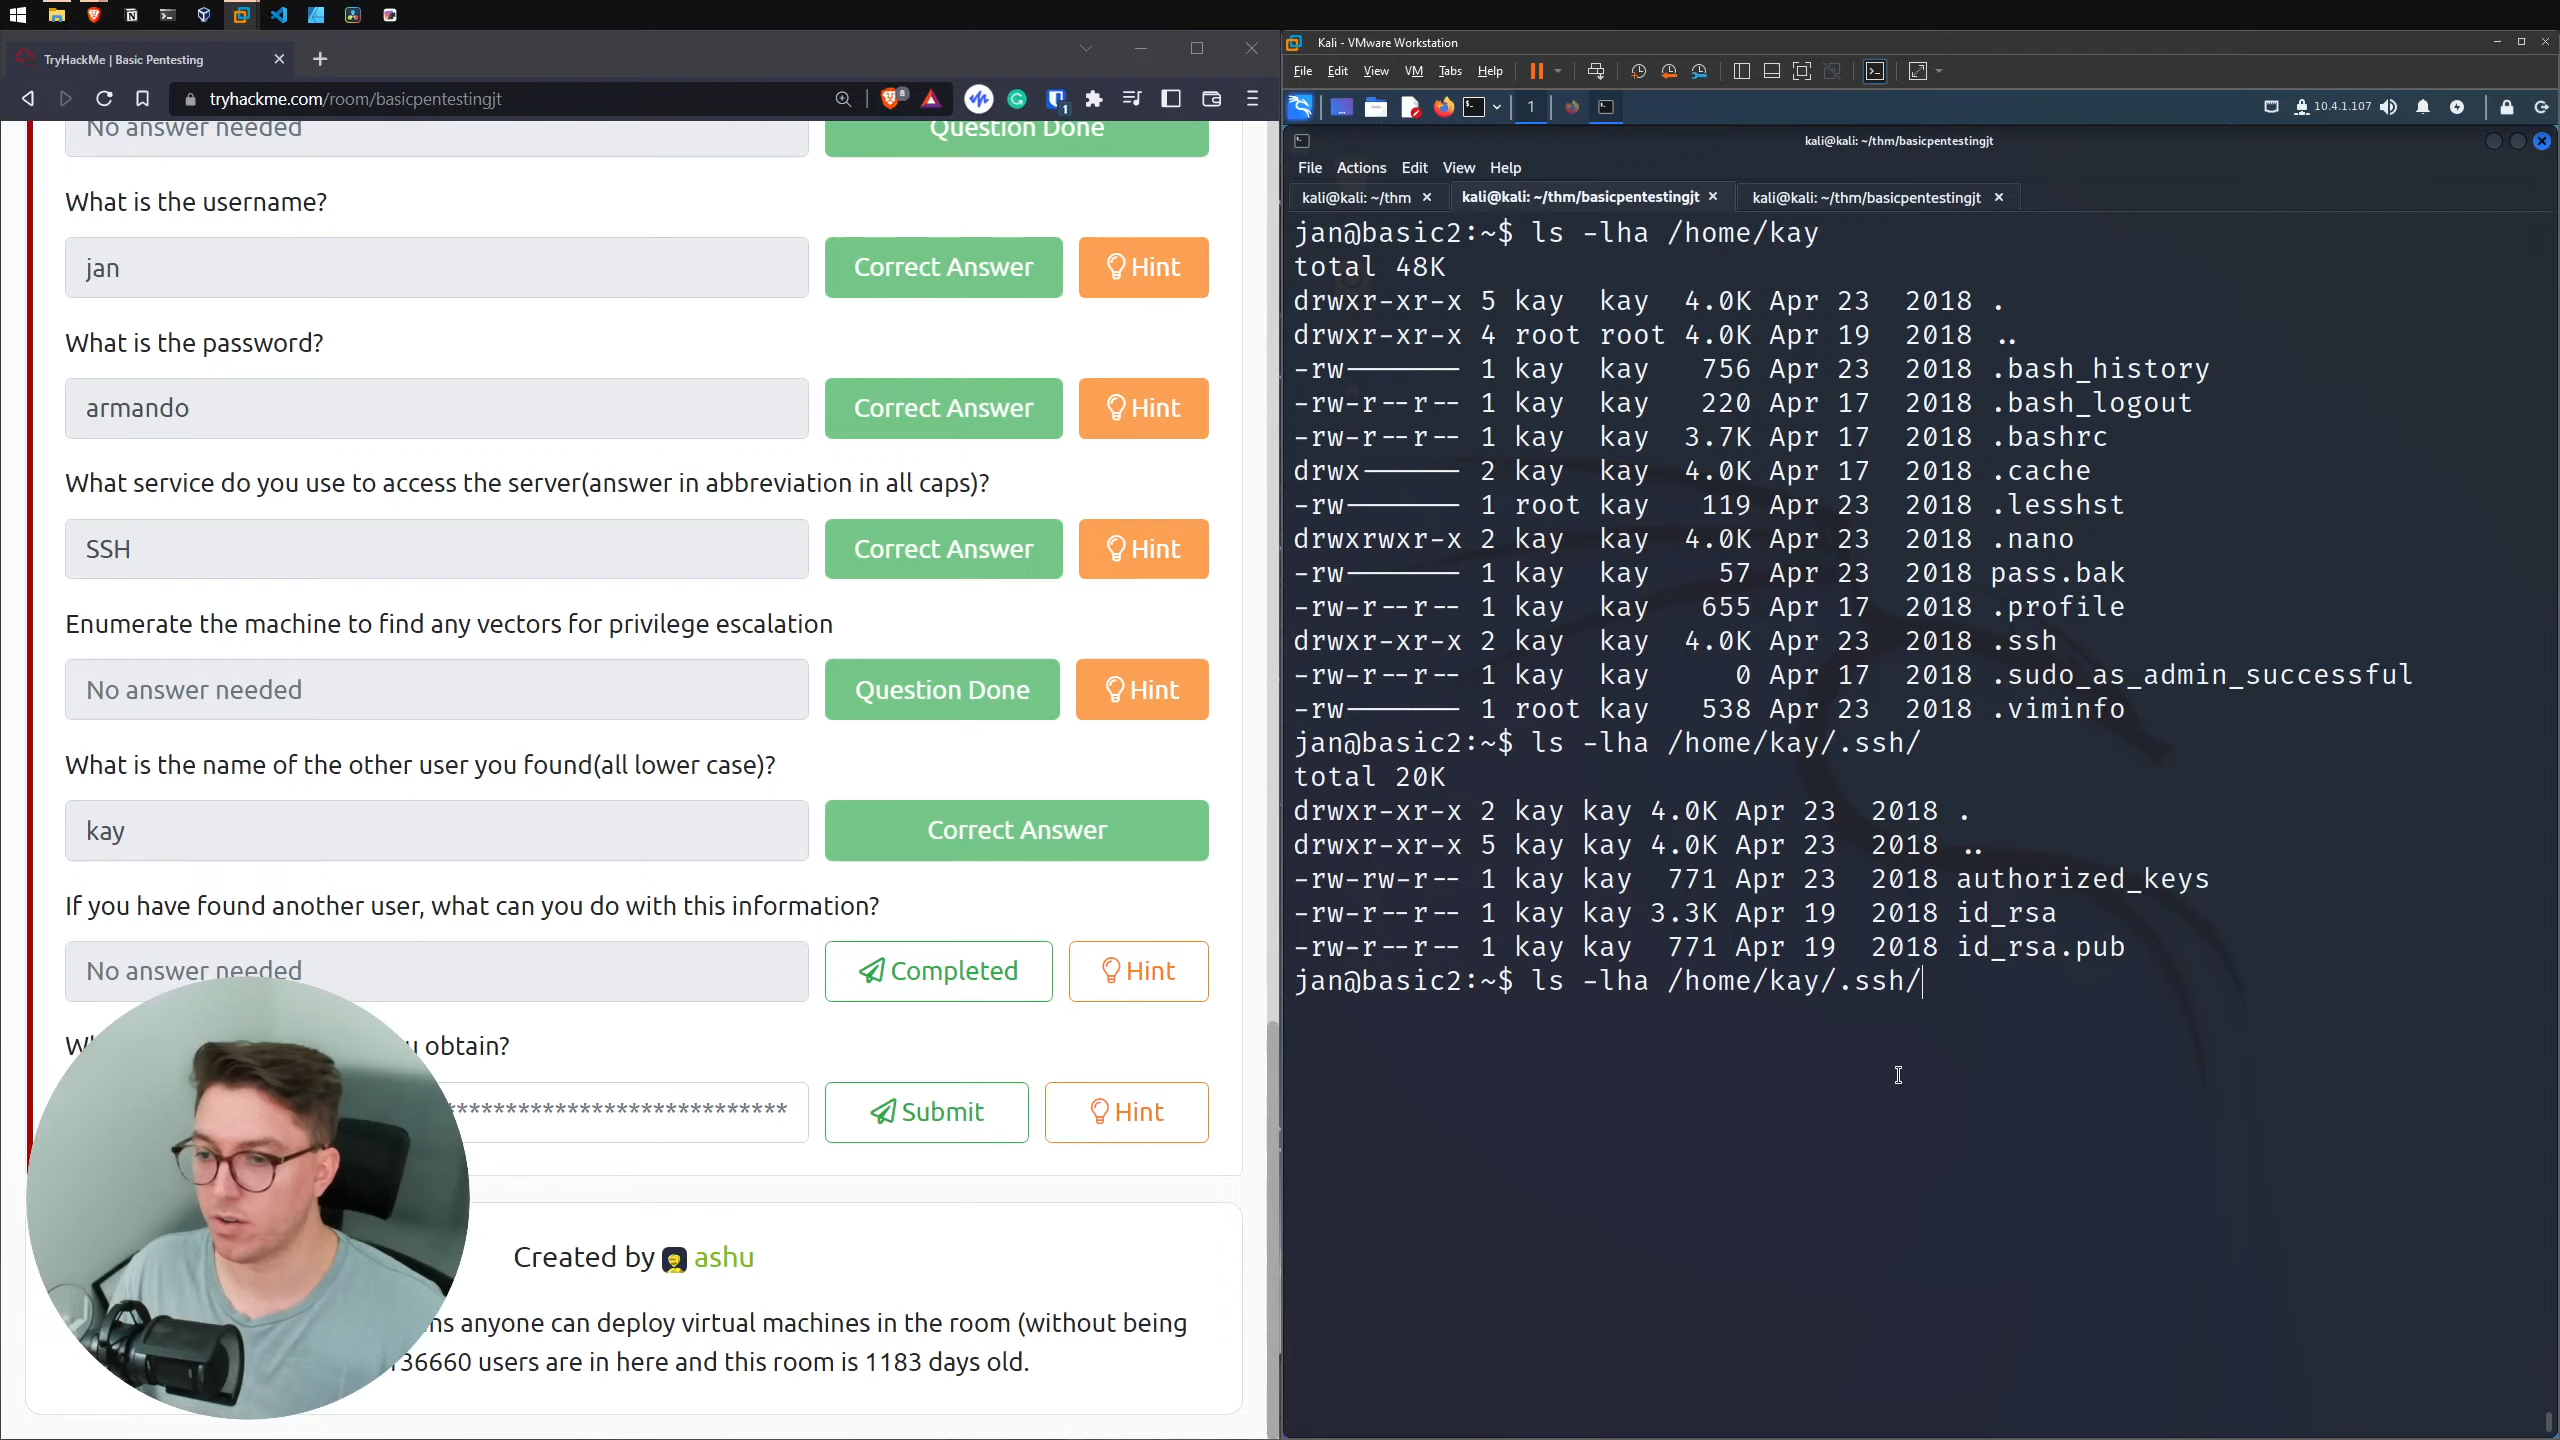 TryHackMe | Basic Pentesting
tryhackme.com/room/basicpentestingjt
8
1
No answer needed
Question Done
What is the username?
jan
Correct Answer
Hint
What is the password?
armando
Correct Answer
Hint
What service do you use to access the server(answer in abbreviation in all caps)?
SSH
Correct Answer
Hint
Enumerate the machine to find any vectors for privilege escalation
No answer needed
Question Done
Hint
What is the name of the other user you found(all lower case)?
kay
Correct Answer
If you have found another user, what can you do with this information?
No answer needed
Completed
Hint
obtain?
Submit
Hint
Created by ashu
anyone can deploy virtual machines in the room (without being
users are in here and this room is 1183 days old.
Kali - VMware Workstation
File Edit View VM Tabs Help
1
10.4.1.107
kali@kali: ~/thm/basicpentestingjt
File Actions Edit View Help
kali@kali: ~/thm
kali@kali: ~/thm/basicpentestingjt
kali@kali: ~/thm/basicpentestingjt
jan@basic2:~$ ls -lha /home/kay
total 48K
drwxr-xr-x 5 kay  kay  4.0K Apr 23  2018 .
drwxr-xr-x 4 root root 4.0K Apr 19  2018 ..
-rw------- 1 kay  kay   756 Apr 23  2018 .bash_history
-rw-r--r-- 1 kay  kay   220 Apr 17  2018 .bash_logout
-rw-r--r-- 1 kay  kay  3.7K Apr 17  2018 .bashrc
drwx------ 2 kay  kay  4.0K Apr 17  2018 .cache
-rw------- 1 root kay   119 Apr 23  2018 .lesshst
drwxrwxr-x 2 kay  kay  4.0K Apr 23  2018 .nano
-rw------- 1 kay  kay    57 Apr 23  2018 pass.bak
-rw-r--r-- 1 kay  kay   655 Apr 17  2018 .profile
drwxr-xr-x 2 kay  kay  4.0K Apr 23  2018 .ssh
-rw-r--r-- 1 kay  kay     0 Apr 17  2018 .sudo_as_admin_successful
-rw------- 1 root kay   538 Apr 23  2018 .viminfo
jan@basic2:~$ ls -lha /home/kay/.ssh/
total 20K
drwxr-xr-x 2 kay kay 4.0K Apr 23  2018 .
drwxr-xr-x 5 kay kay 4.0K Apr 23  2018 ..
-rw-rw-r-- 1 kay kay  771 Apr 23  2018 authorized_keys
-rw-r--r-- 1 kay kay 3.3K Apr 19  2018 id_rsa
-rw-r--r-- 1 kay kay  771 Apr 19  2018 id_rsa.pub
jan@basic2:~$ ls -lha /home/kay/.ssh/